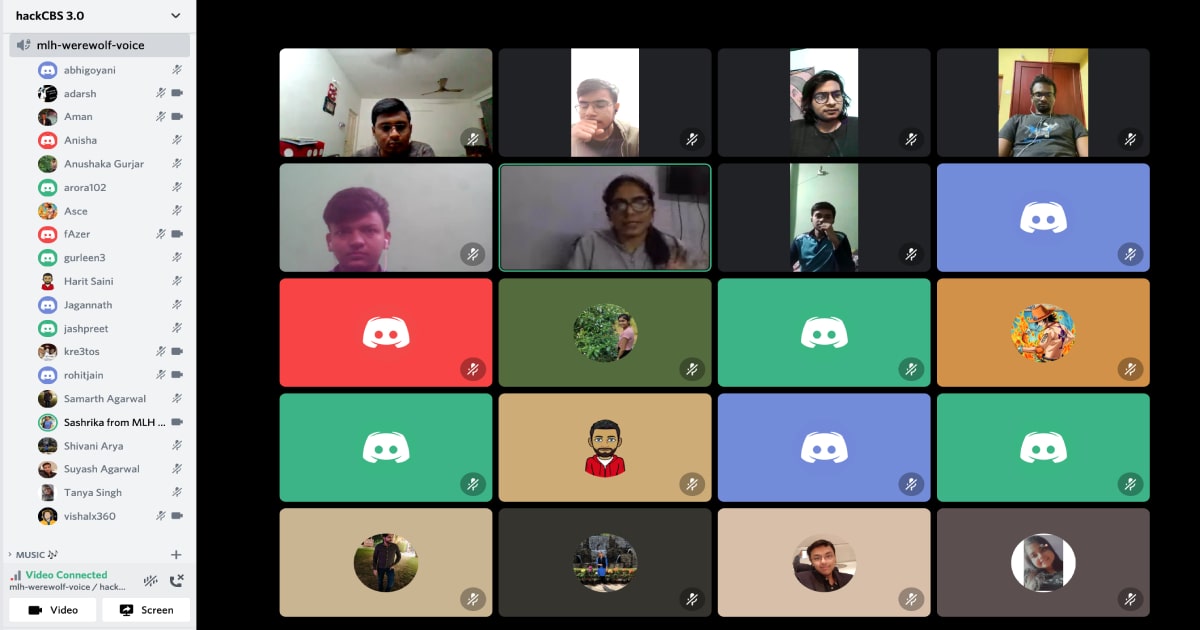 hackCBS 3.0
mlh-werewolf-voice
abhigoyani
adarsh
Aman
Anisha
Anushaka Gurjar
arora102
Asce
fAzer
gurleen3
Harit Saini
Jagannath
jashpreet
kre3tos
rohitjain
Samarth Agarwal
Sashrika from MLH ...
Shivani Arya
Suyash Agarwal
Tanya Singh
vishalx360
MUSIC 🎶
Video Connected
mlh-werewolf-voice / hack...
Video Screen